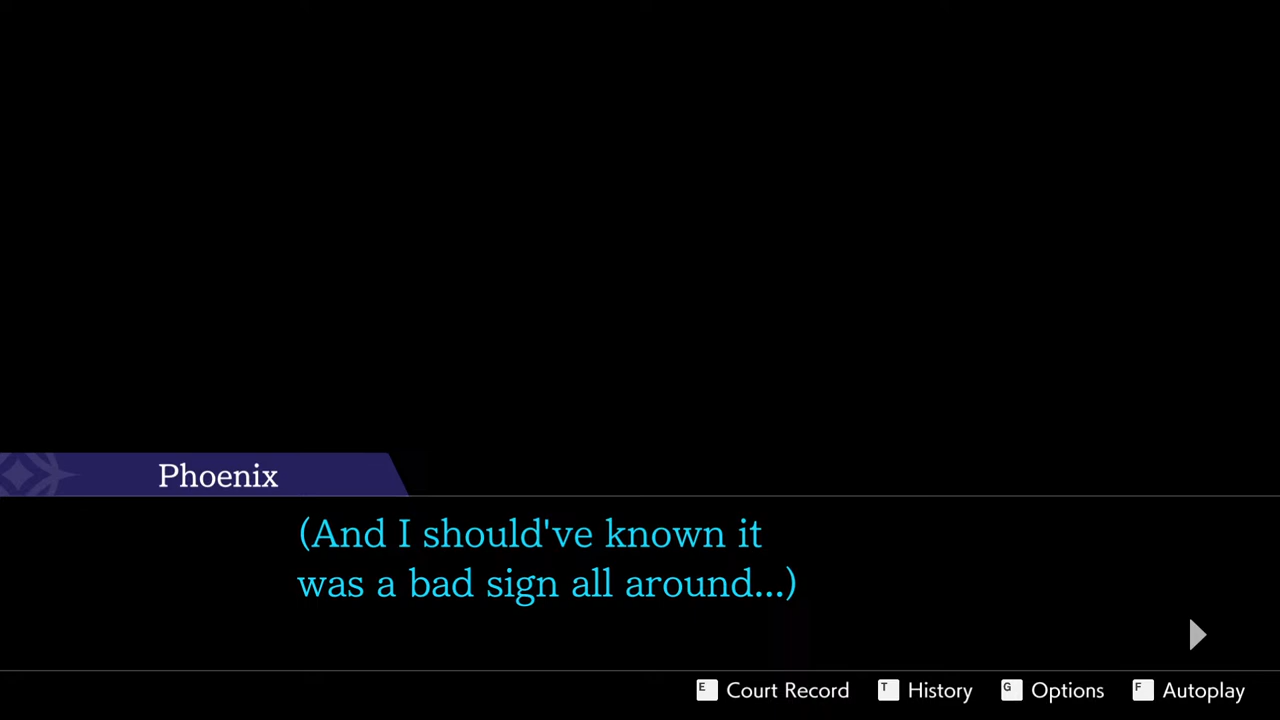 Phoenix
(And I should've known it
was a bad sign all around...)
E Court Record T History G Options F Autoplay